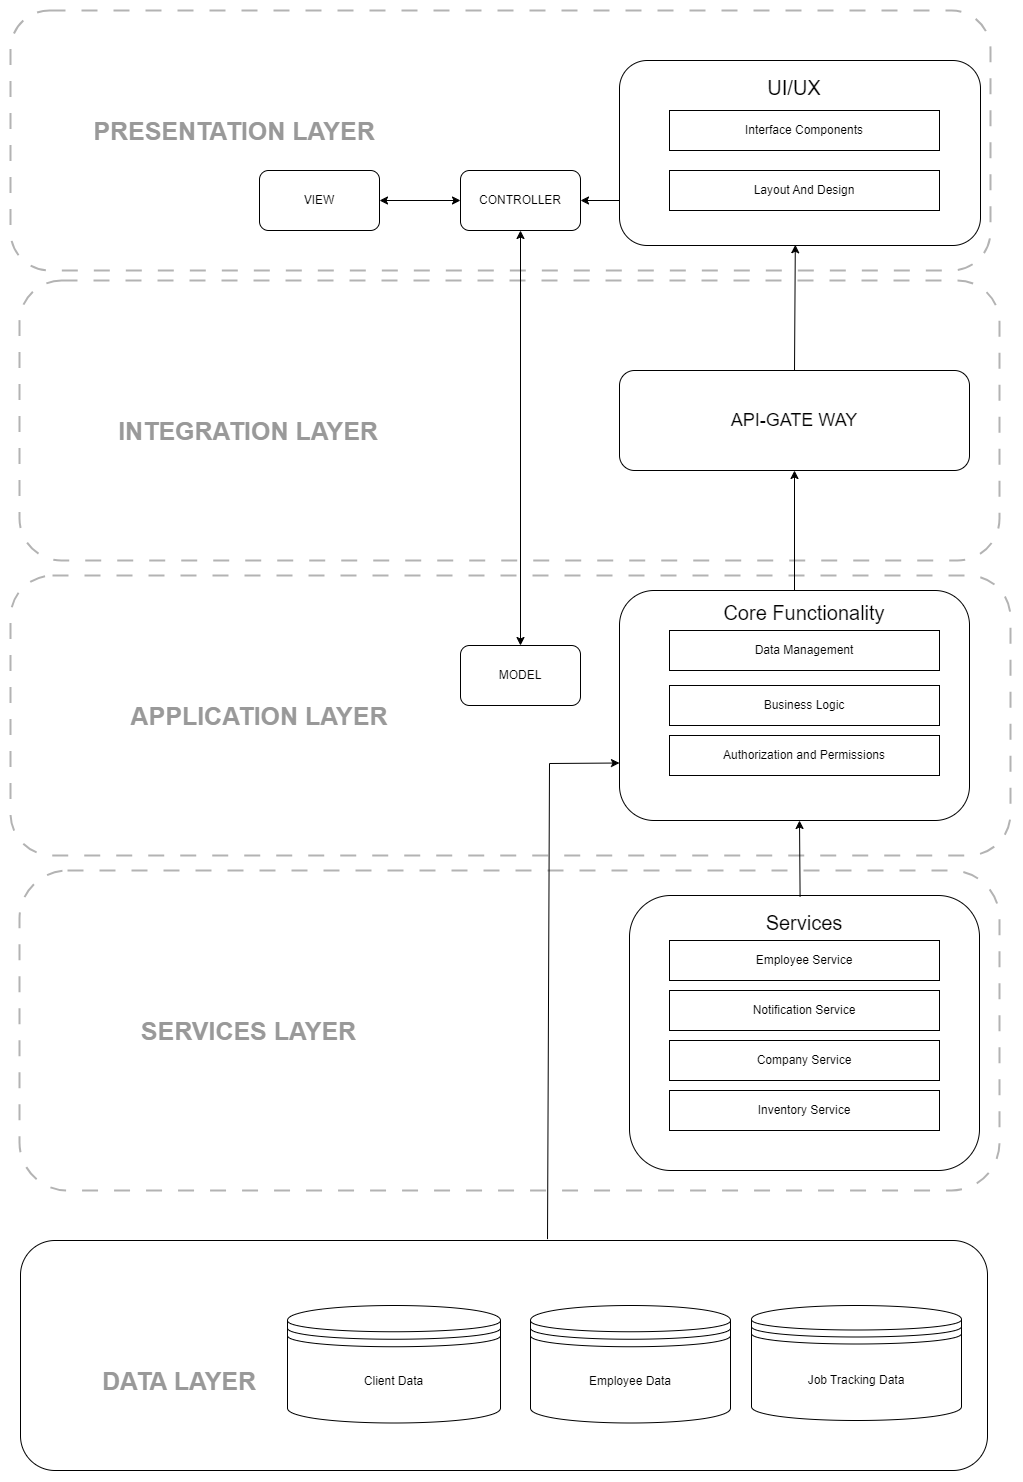 UI/UX
Interface Components
PRESENTATION LAYER
Layout And Design
VIEW
CONTROLLER
API-GATE WAY
INTEGRATION LAYER
Core Functionality
Data Management
MODEL
Business Logic
APPLICATION LAYER
Authorization and Permissions
Services
Employee Service
Notification Service
SERVICES LAYER
Company Service
Inventory Service
DATA LAYER
Client Data
Employee Data
Job Tracking Data